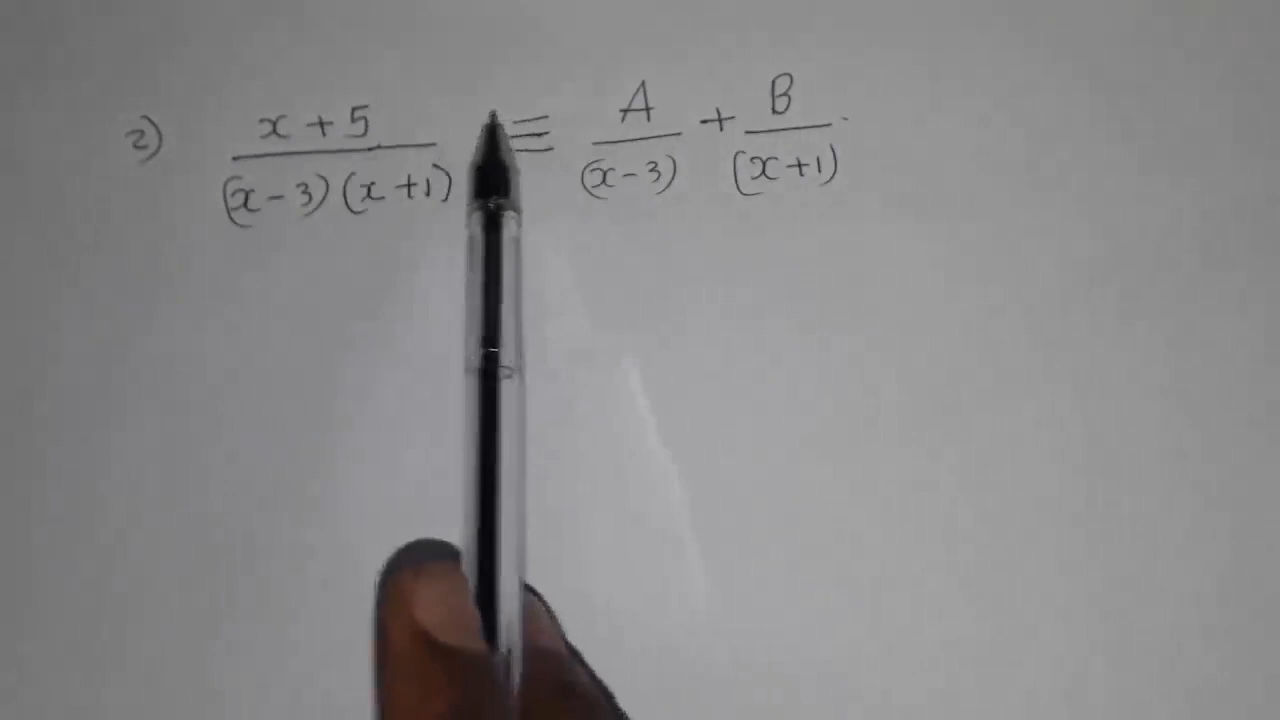 2) x + 5 / (x - 3)(x + 1) ≡ A / (x - 3) + B / (x + 1)